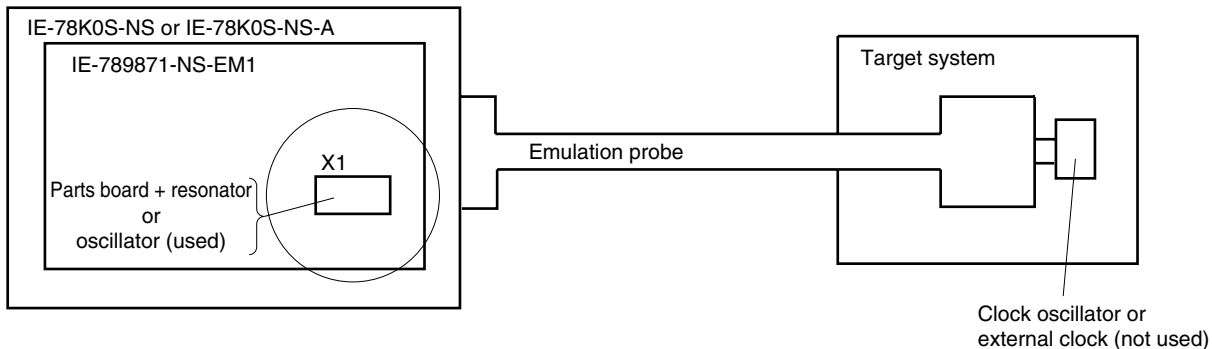 IE-78K0S-NS or IE-78K0S-NS-A
IE-789871-NS-EM1
X1
Parts board + resonator
or
oscillator (used)
Emulation probe
Target system
Clock oscillator or
external clock (not used)